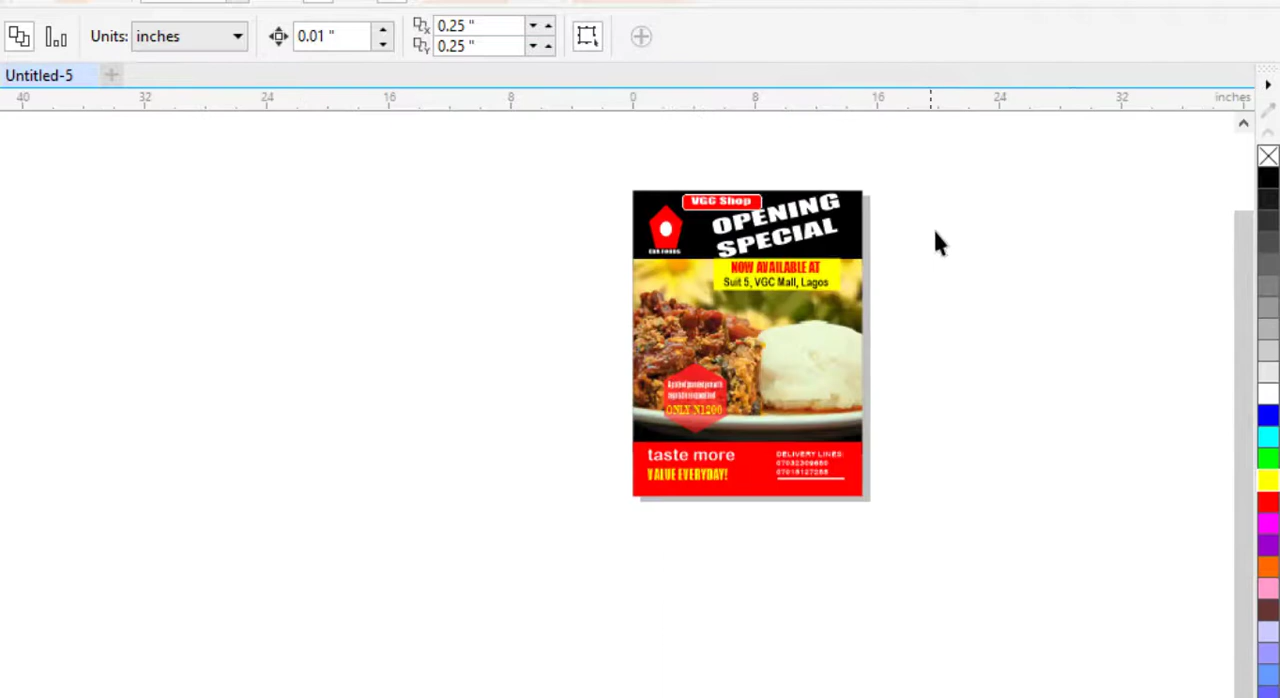 Units: inches 0.01 " 0.25 "
0.25 "
Untitled-5
40 32 24 16 8 0 8 16 24 32 inches
VGC Shop
OPENING
SPECIAL
NOW AVAILABLE AT
Suit 5, VGC Mall, Lagos
ONLY N1200
taste more
VALUE EVERYDAY!
DELIVERY LINES: